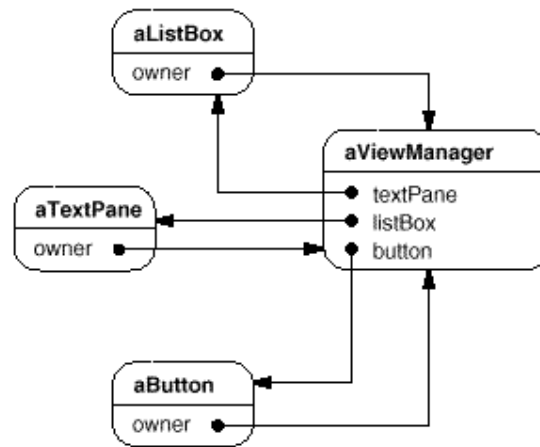 aListBox
owner
aViewManager
textPane
listBox
button
aTextPane
owner
aButton
owner